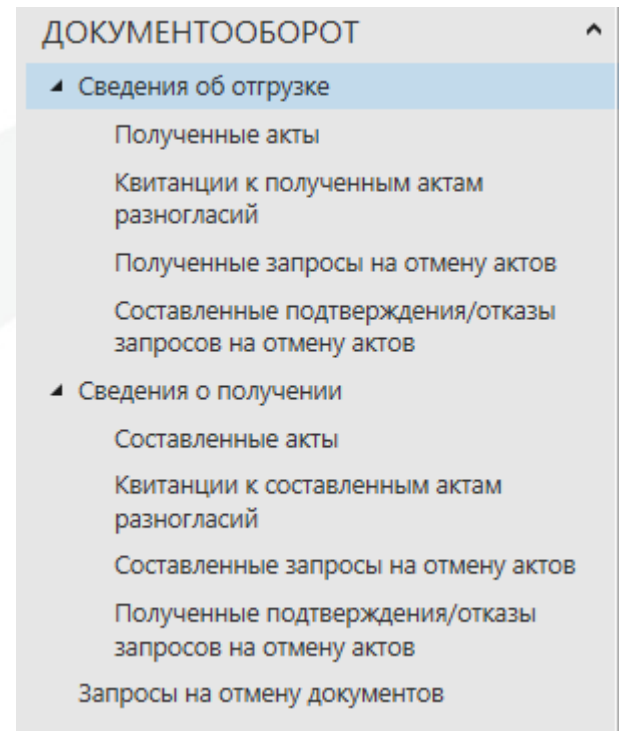 ДОКУМЕНТООБОРОТ
Сведения об отгрузке
Полученные акты
Квитанции к полученным актам
разногласий
Полученные запросы на отмену актов
Составленные подтверждения/отказы
запросов на отмену актов
Сведения о получении
Составленные акты
Квитанции к составленным актам
разногласий
Составленные запросы на отмену актов
Полученные подтверждения/отказы
запросов на отмену актов
Запросы на отмену документов